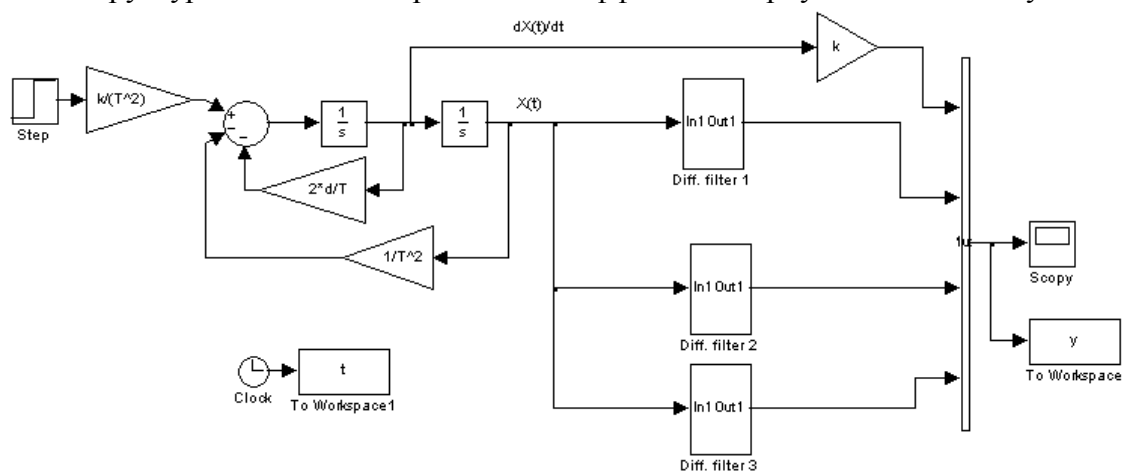 dX(t)/dt
k
Step
k/(T^2)
+
−
−
1
s
1
s
X(t)
In1 Out1
Diff. filter 1
2*d/T
1/T^2
Scopy
In1 Out1
Diff. filter 2
y
To Workspace
Clock
t
To Workspace1
In1 Out1
Diff. filter 3